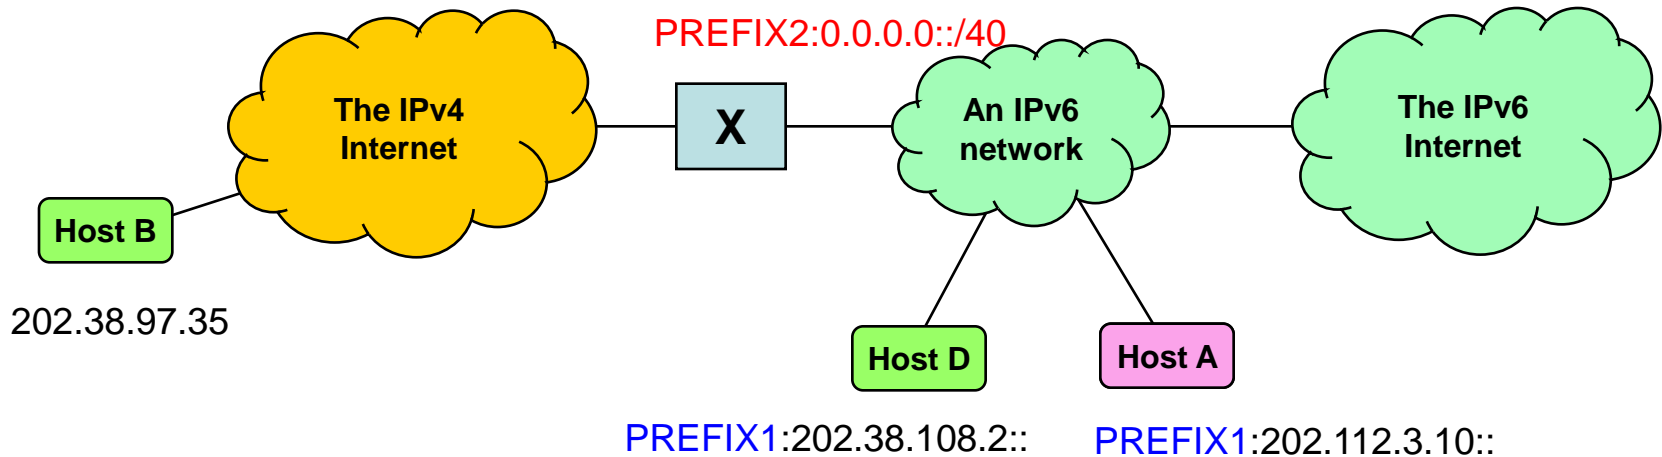 PREFIX2:0.0.0.0::/40
The IPv4
Internet
X
An IPv6
network
The IPv6
Internet
Host B
202.38.97.35
Host D
Host A
PREFIX1:202.38.108.2::
PREFIX1:202.112.3.10::